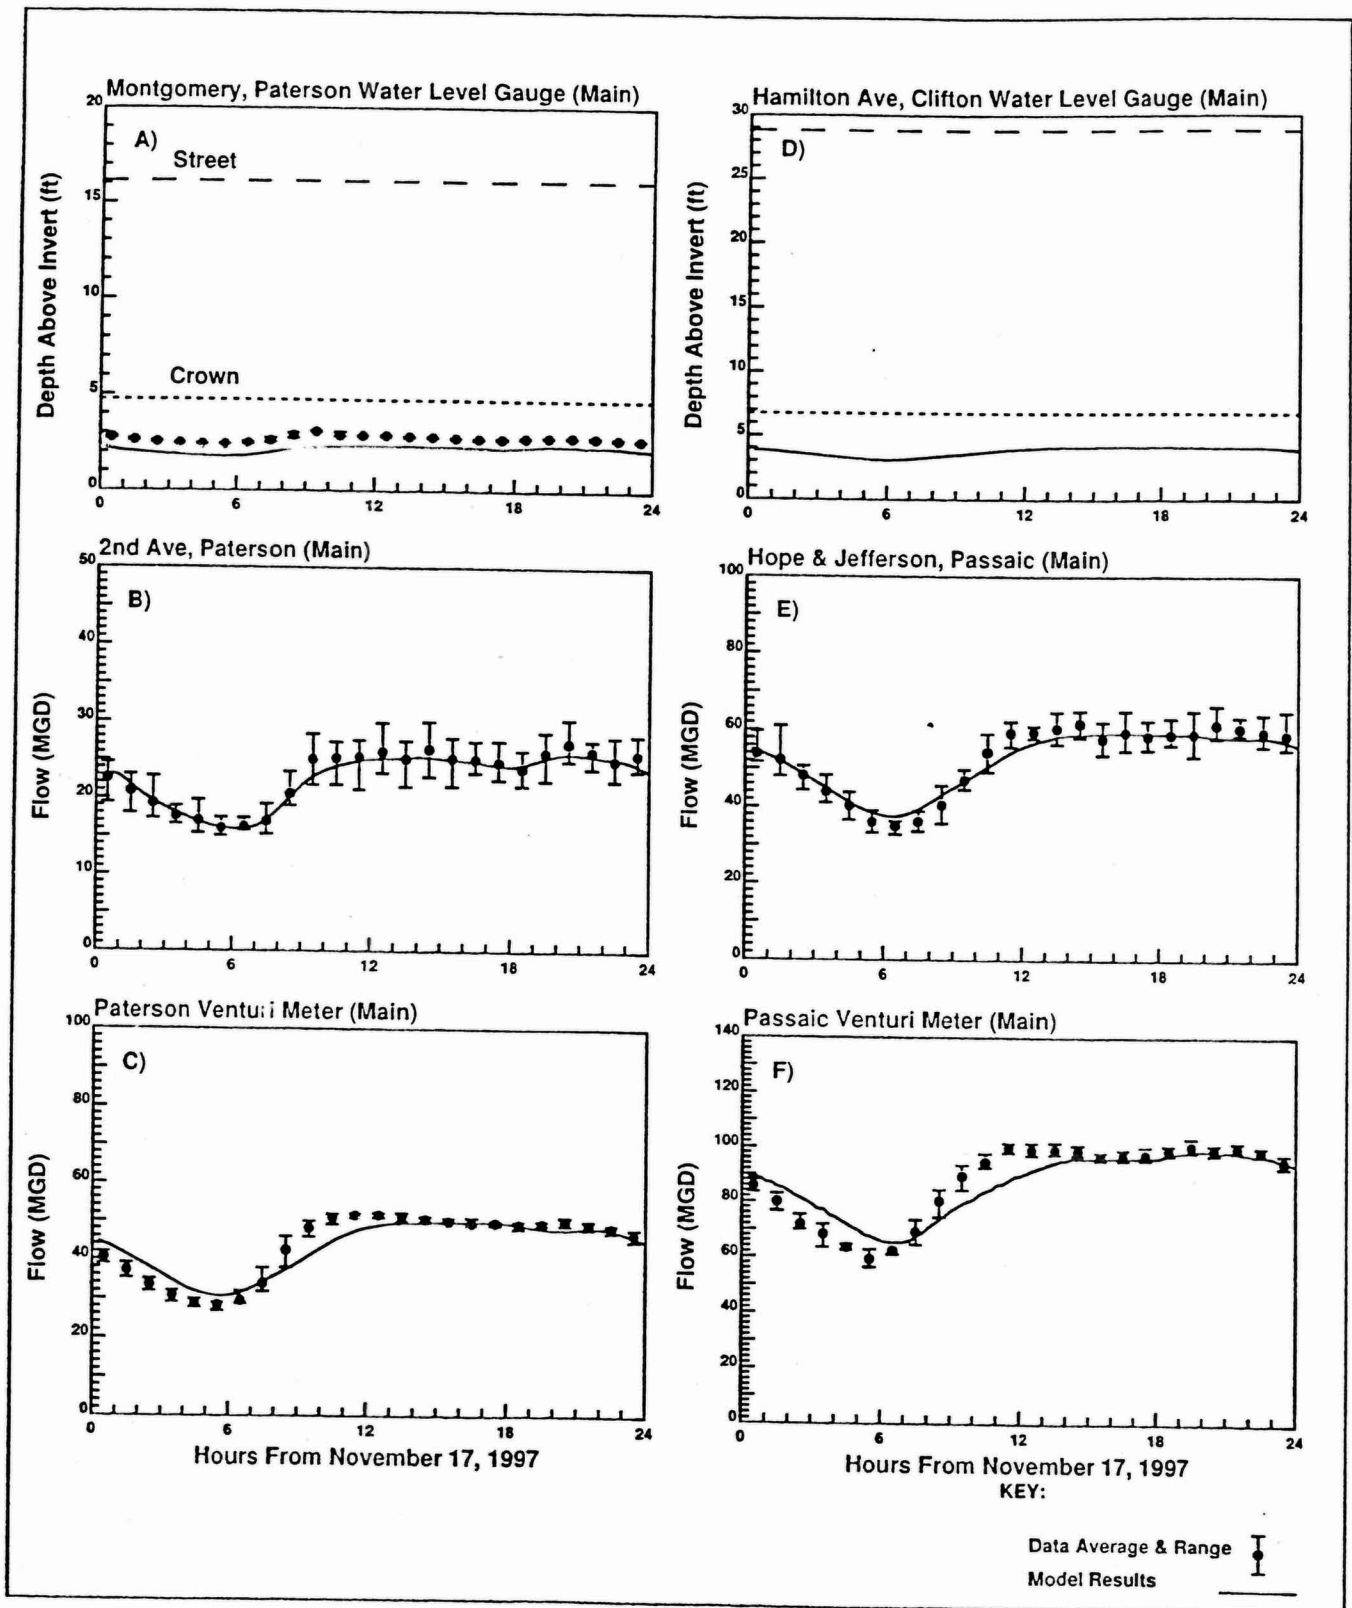 Montgomery, Paterson Water Level Gauge (Main)
A)
Street
Crown
Depth Above Invert (ft)
20
15
10
5
0
0 6 12 18 24
2nd Ave, Paterson (Main)
B)
Flow (MGD)
50
40
30
20
10
0
0 6 12 18 24
Paterson Venturi Meter (Main)
C)
Flow (MGD)
100
80
60
40
20
0
0 6 12 18 24
Hours From November 17, 1997
Hamilton Ave, Clifton Water Level Gauge (Main)
D)
Depth Above Invert (ft)
30
25
20
15
10
5
0
0 6 12 18 24
Hope & Jefferson, Passaic (Main)
E)
Flow (MGD)
100
80
60
40
20
0
0 6 12 18 24
Passaic Venturi Meter (Main)
F)
Flow (MGD)
140
120
100
80
60
40
20
0
0 6 12 18 24
Hours From November 17, 1997
KEY:
Data Average & Range
Model Results